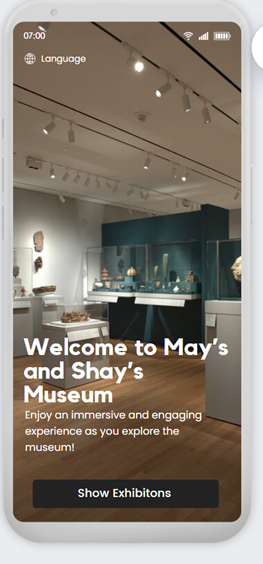 07:00
Language
Welcome to May's
and Shay's
Museum
Enjoy an immersive and engaging
experience as you explore the
museum!
Show Exhibitons